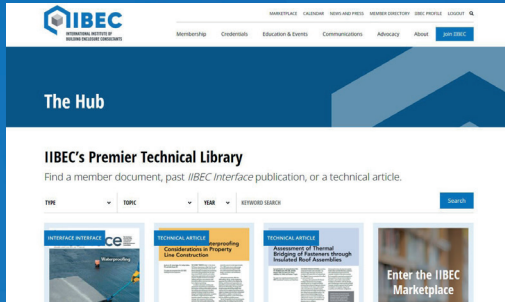 IIBEC
INTERNATIONAL INSTITUTE OF
BUILDING ENCLOSURE CONSULTANTS
MARKETPLACE CALENDAR NEWS AND PRESS MEMBER DIRECTORY IIBEC PROFILE LOGOUT
Membership Credentials Education & Events Communications Advocacy About Join IIBEC
The Hub
IIBEC's Premier Technical Library
Find a member document, past IIBEC Interface publication, or a technical article.
TYPE TOPIC YEAR KEYWORD SEARCH Search
INTERFACE INTERFACE
ce
Waterproofing
TECHNICAL ARTICLE
terproofing
Considerations in Property
Line Construction
TECHNICAL ARTICLE
Assessment of Thermal
Bridging of Fasteners through
Insulated Roof Assemblies
Enter the IIBEC
Marketplace